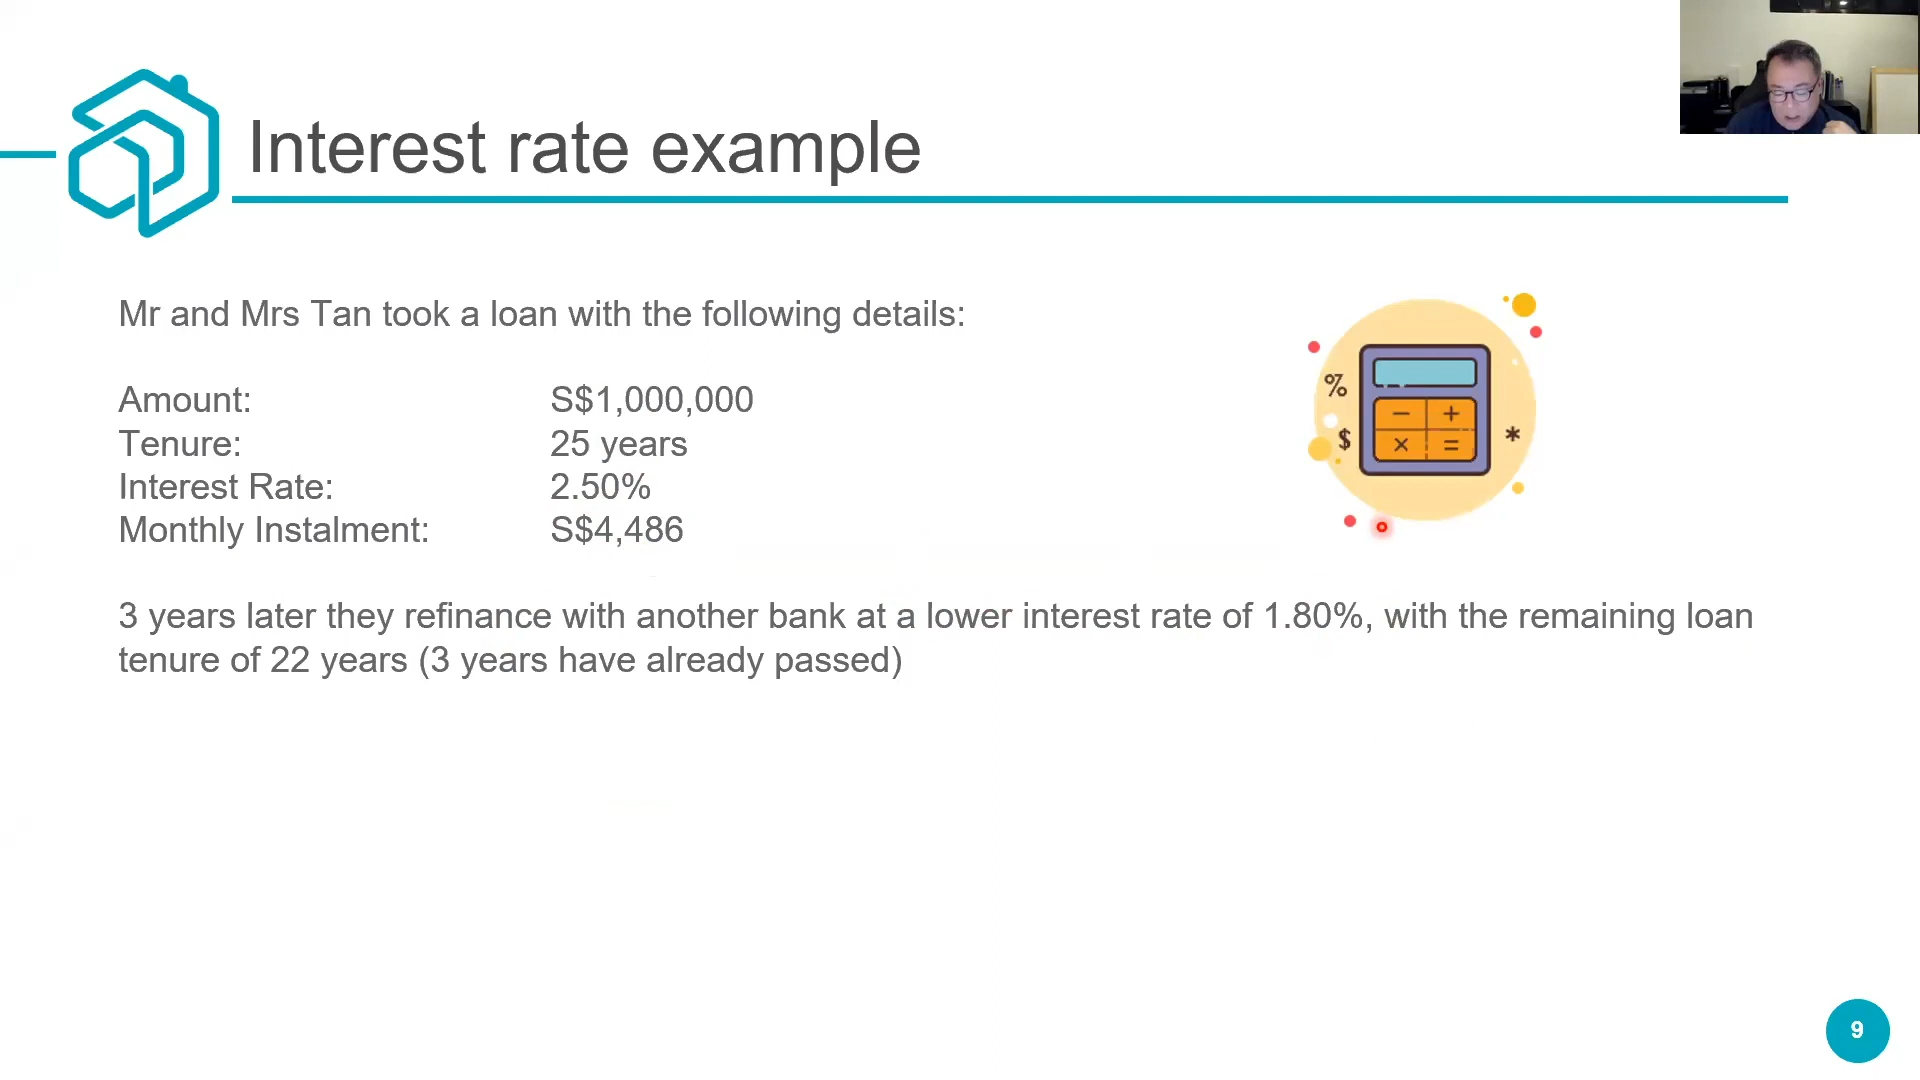 Interest rate example
Mr and Mrs Tan took a loan with the following details:
Amount: S$1,000,000
Tenure: 25 years
Interest Rate: 2.50%
Monthly Instalment: S$4,486
3 years later they refinance with another bank at a lower interest rate of 1.80%, with the remaining loan
tenure of 22 years (3 years have already passed)
%
$
*
− +
× =
9